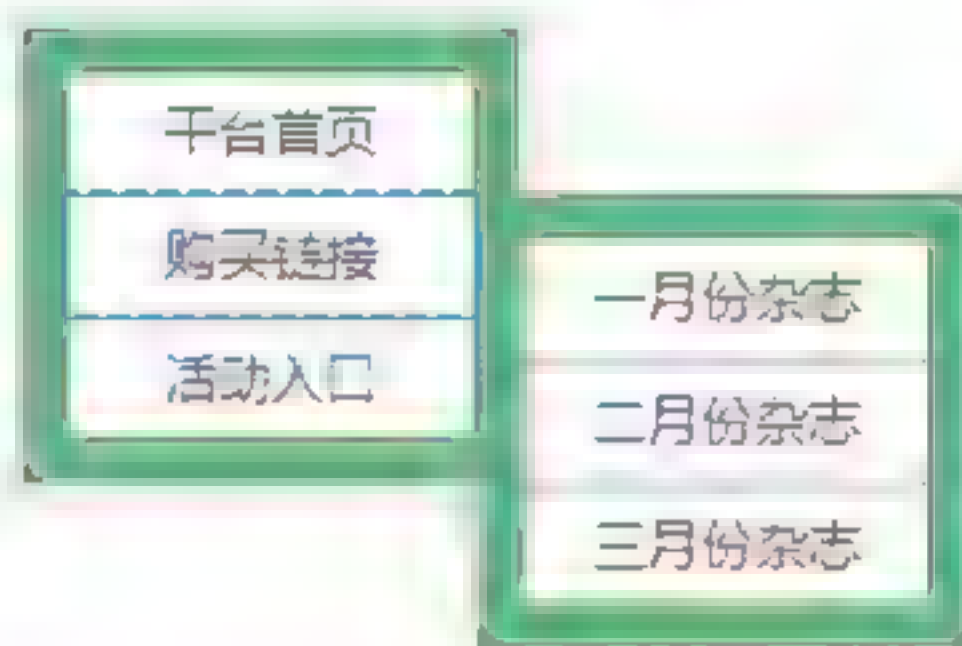 平台首页
购买链接
活动入口
一月份杂志
二月份杂志
三月份杂志